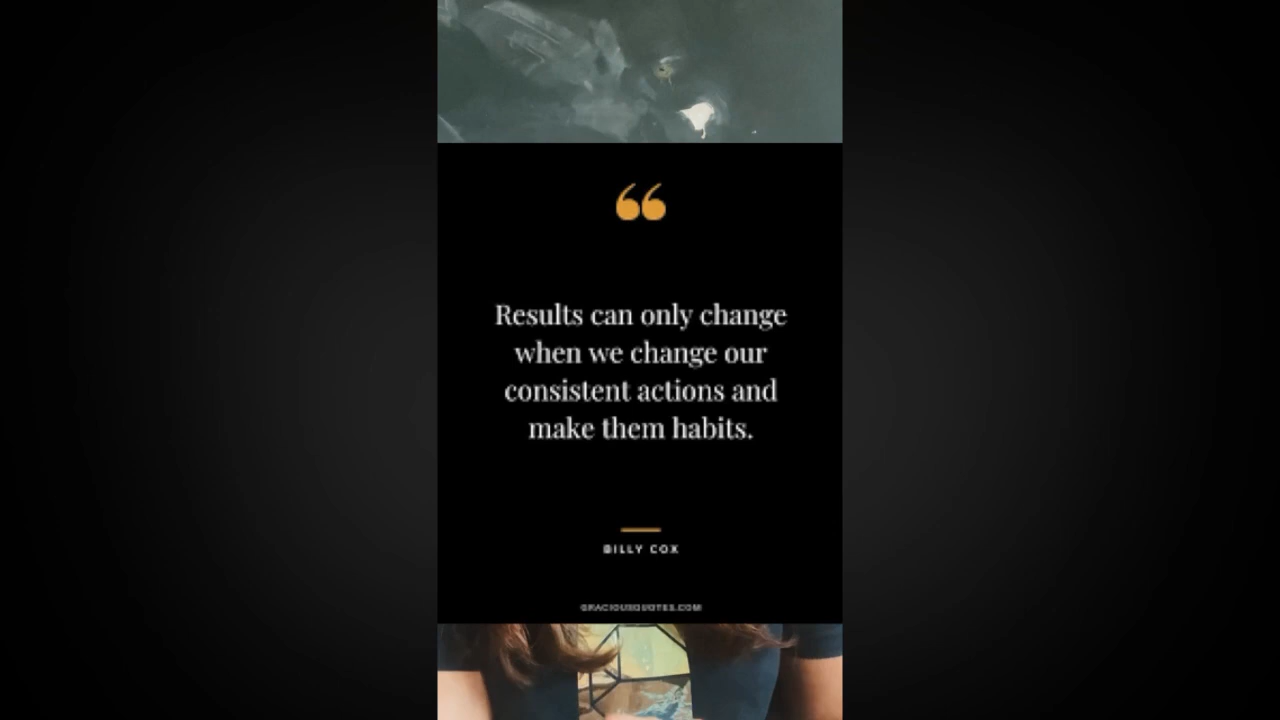 “
Results can only change
when we change our
consistent actions and
make them habits.
BILLY COX
GRACIOUSQUOTES.COM